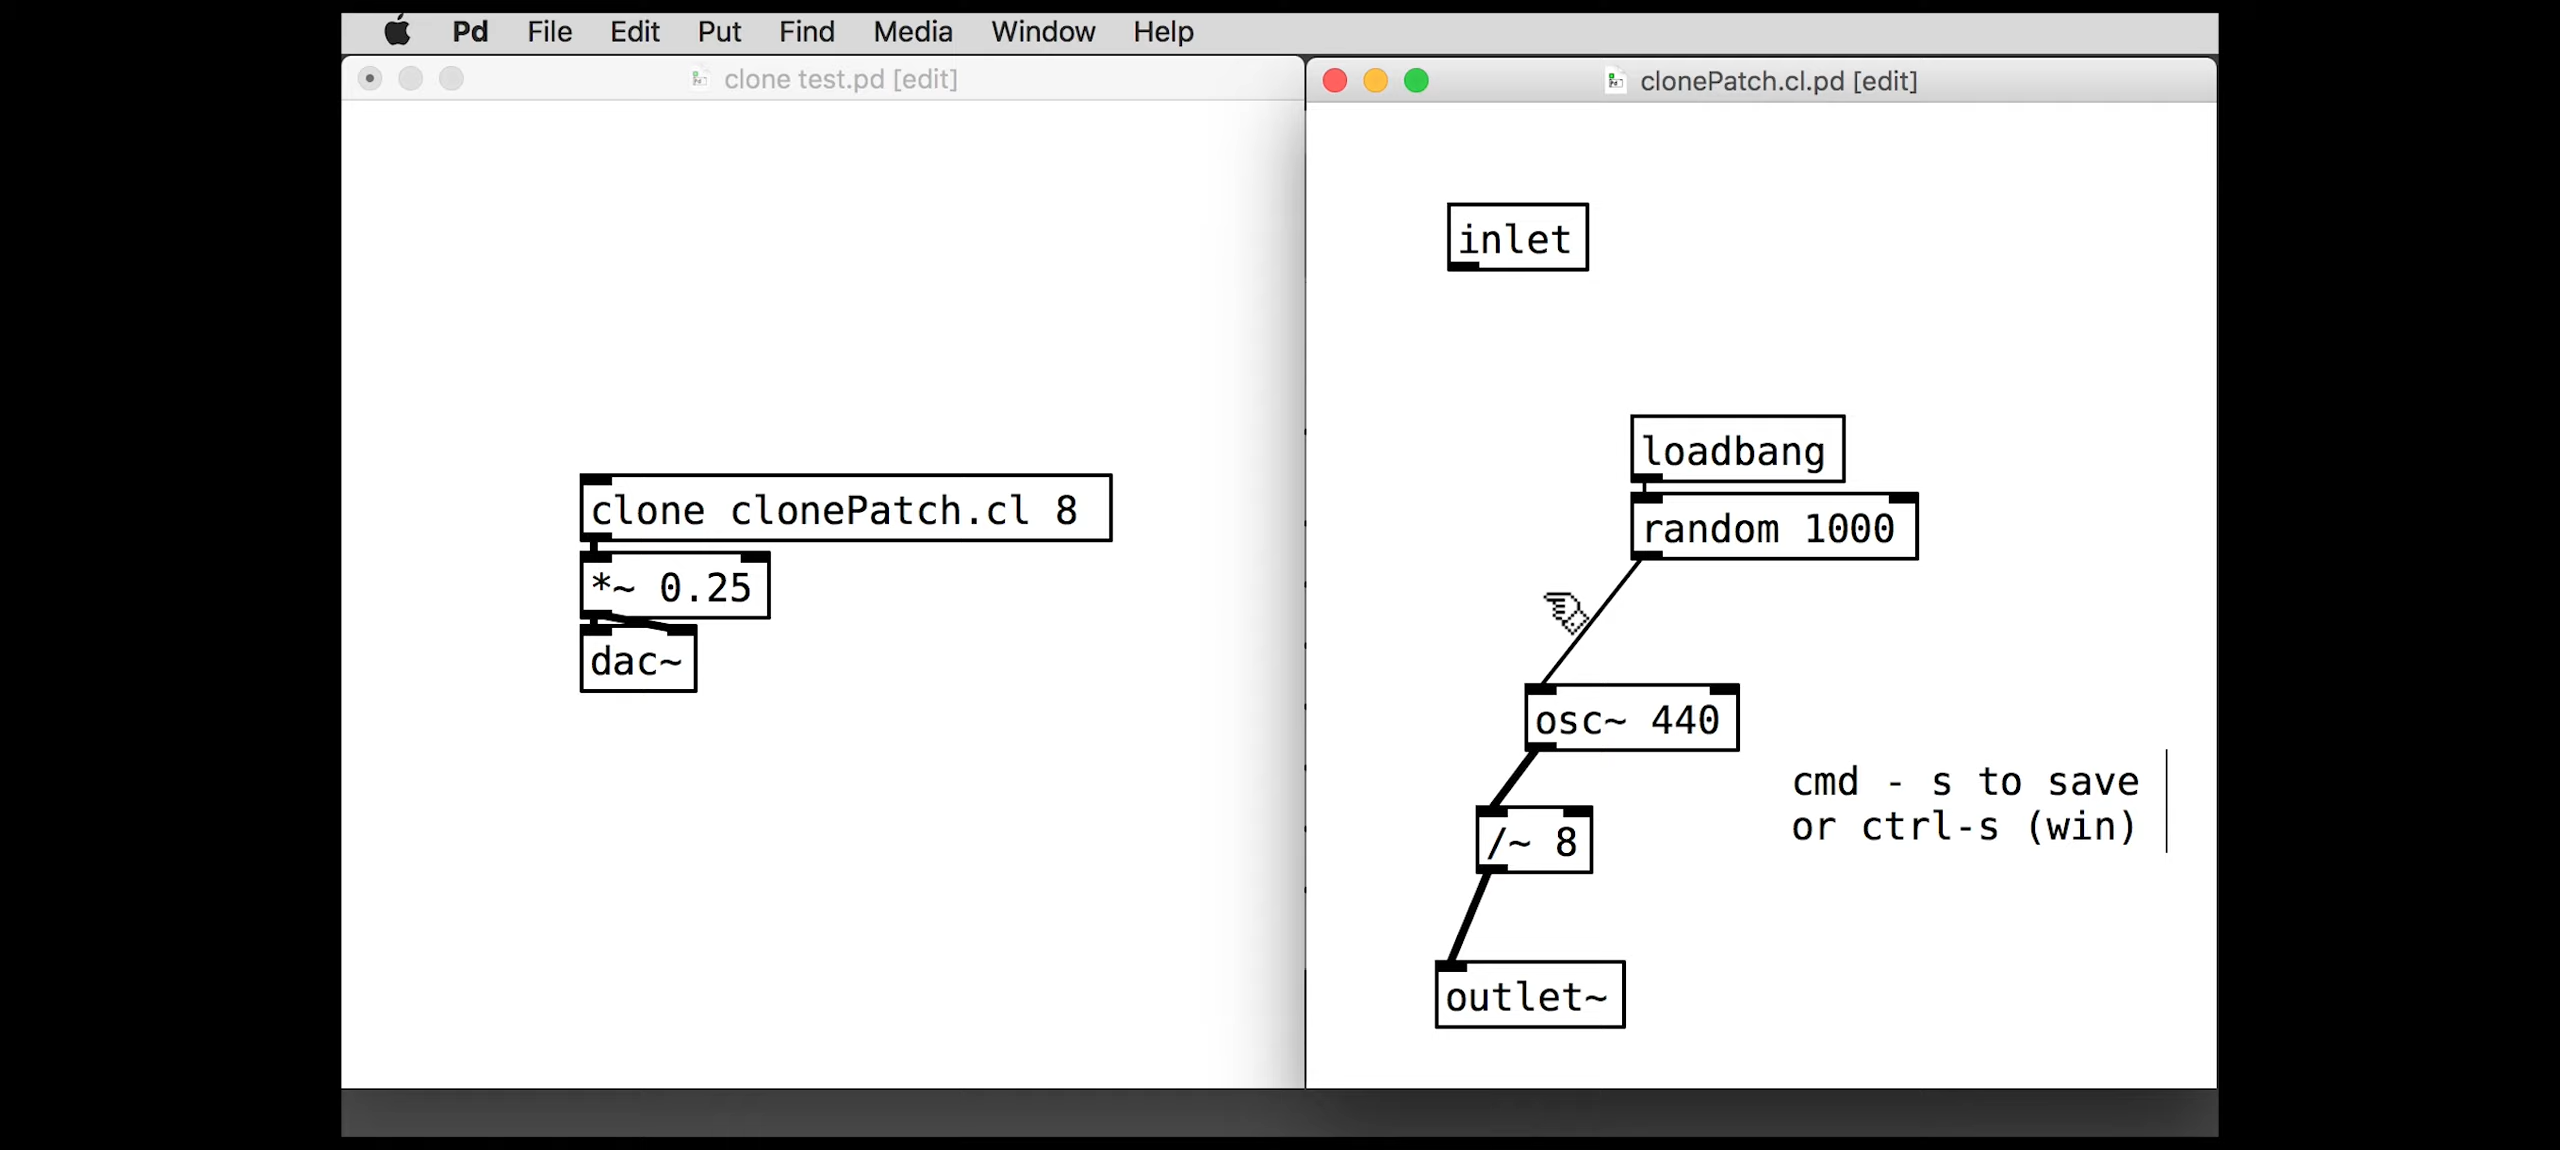 Pd File Edit Put Find Media Window Help
clone test.pd [edit]
clone clonePatch.cl 8
*~ 0.25
dac~
clonePatch.cl.pd [edit]
inlet
loadbang
random 1000
osc~ 440
cmd - s to save
or ctrl-s (win)
/~ 8
outlet~